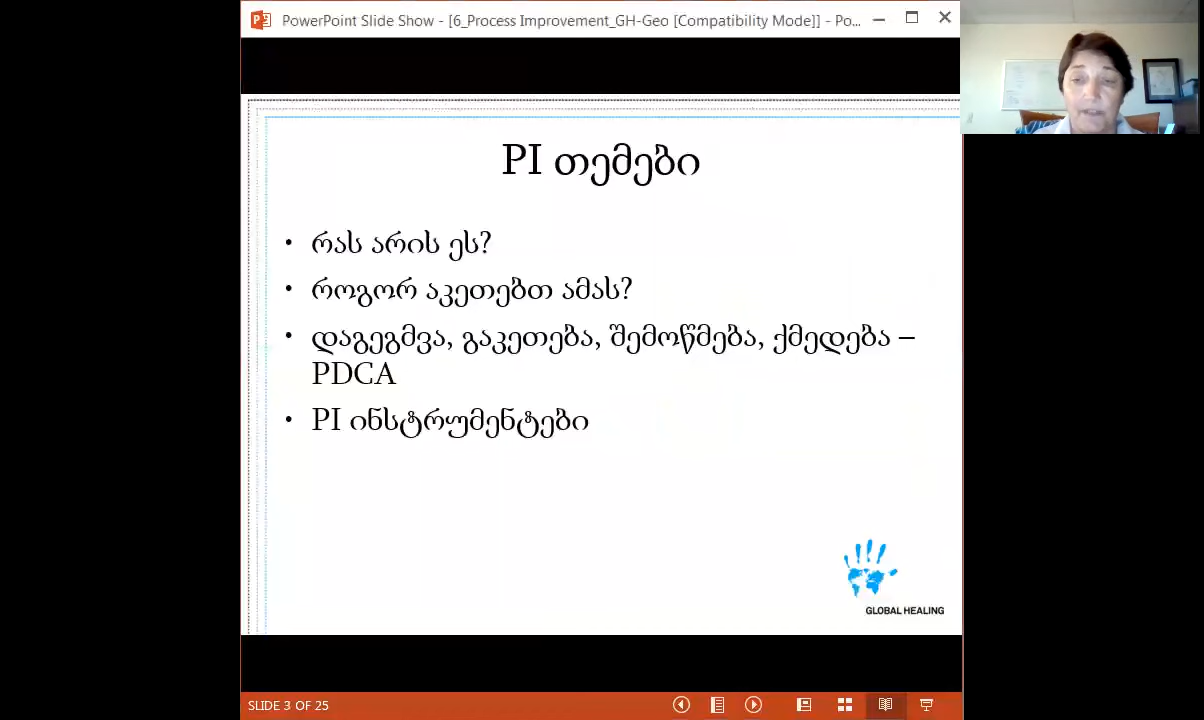 PowerPoint Slide Show - [6_Process Improvement_GH-Geo [Compatibility Mode]] - Po...
PI თემები
• რას არის ეს?
• როგორ აკეთებთ ამას?
• დაგეგმვა, გაკეთება, შემოწმება, ქმედება –
PDCA
• PI ინსტრუმენტები
GLOBAL HEALING
SLIDE 3 OF 25